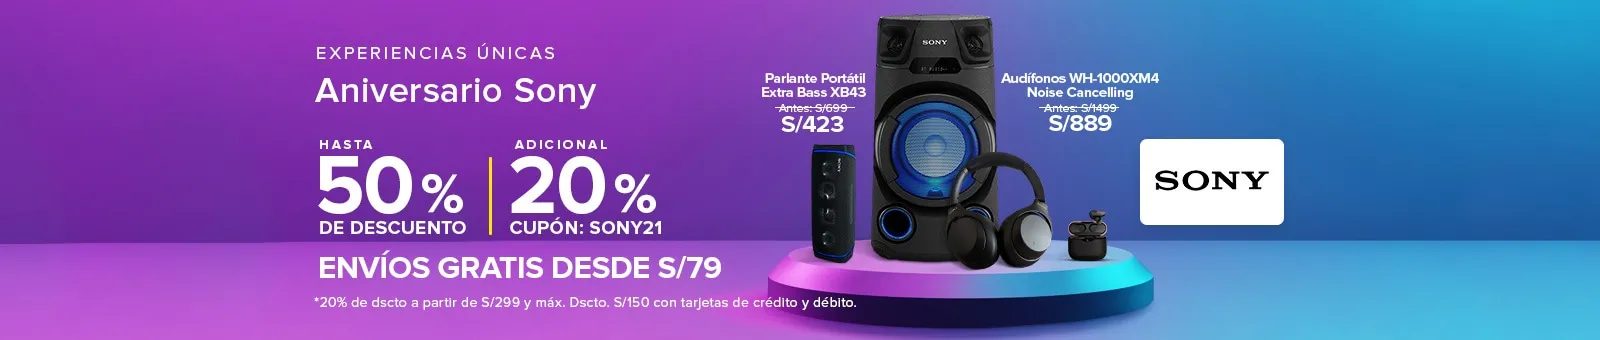 EXPERIENCIAS ÚNICAS
Aniversario Sony
HASTA
50%
DE DESCUENTO
ADICIONAL
20%
CUPÓN: SONY21
ENVÍOS GRATIS DESDE S/79
*20% de dscto a partir de S/299 y máx. Dscto. S/150 con tarjetas de crédito y débito.
Parlante Portátil
Extra Bass XB43
Antes: S/699
S/423
SONY
SONY
Audífonos WH-1000XM4
Noise Cancelling
Antes: S/1499
S/889
SONY